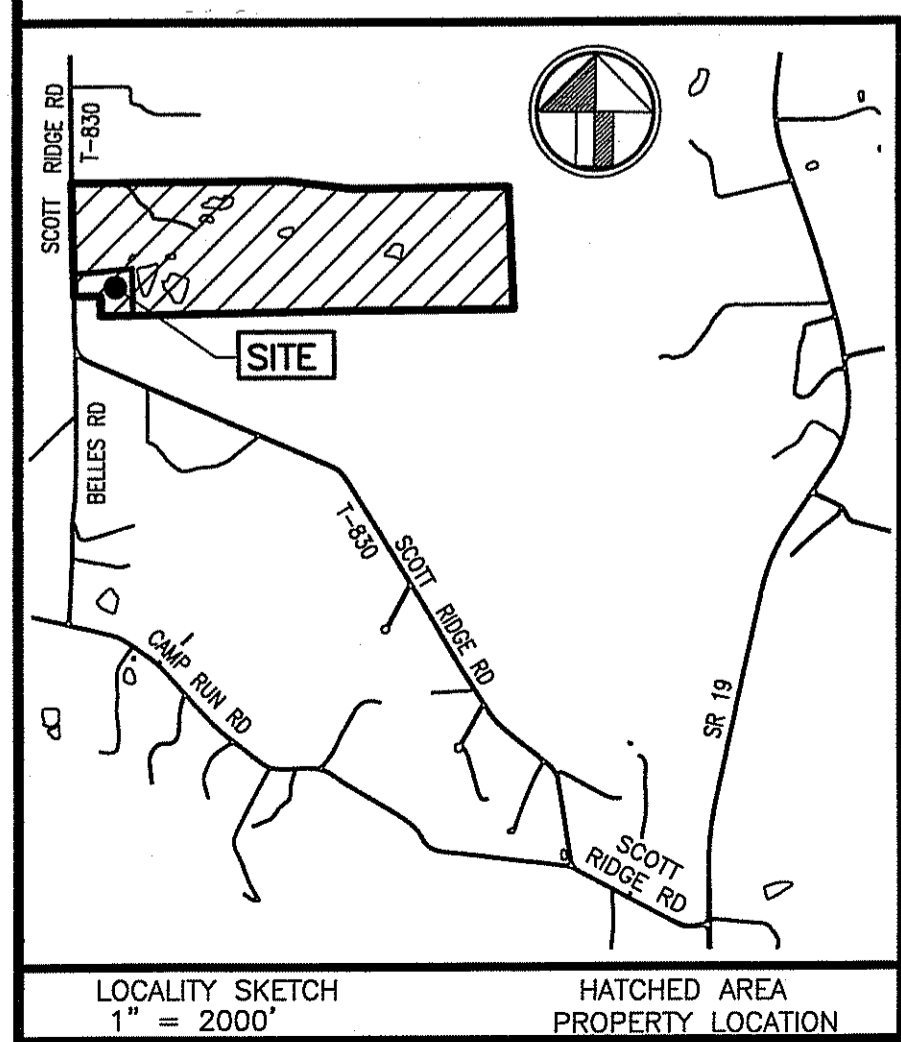 SCOTT RIDGE RD
T-830
SITE
BELLES RD
T-830
SCOTT RIDGE RD
CAMP RUN RD
SR 19
SCOTT
RIDGE RD
LOCALITY SKETCH
1" = 2000'
HATCHED AREA
PROPERTY LOCATION